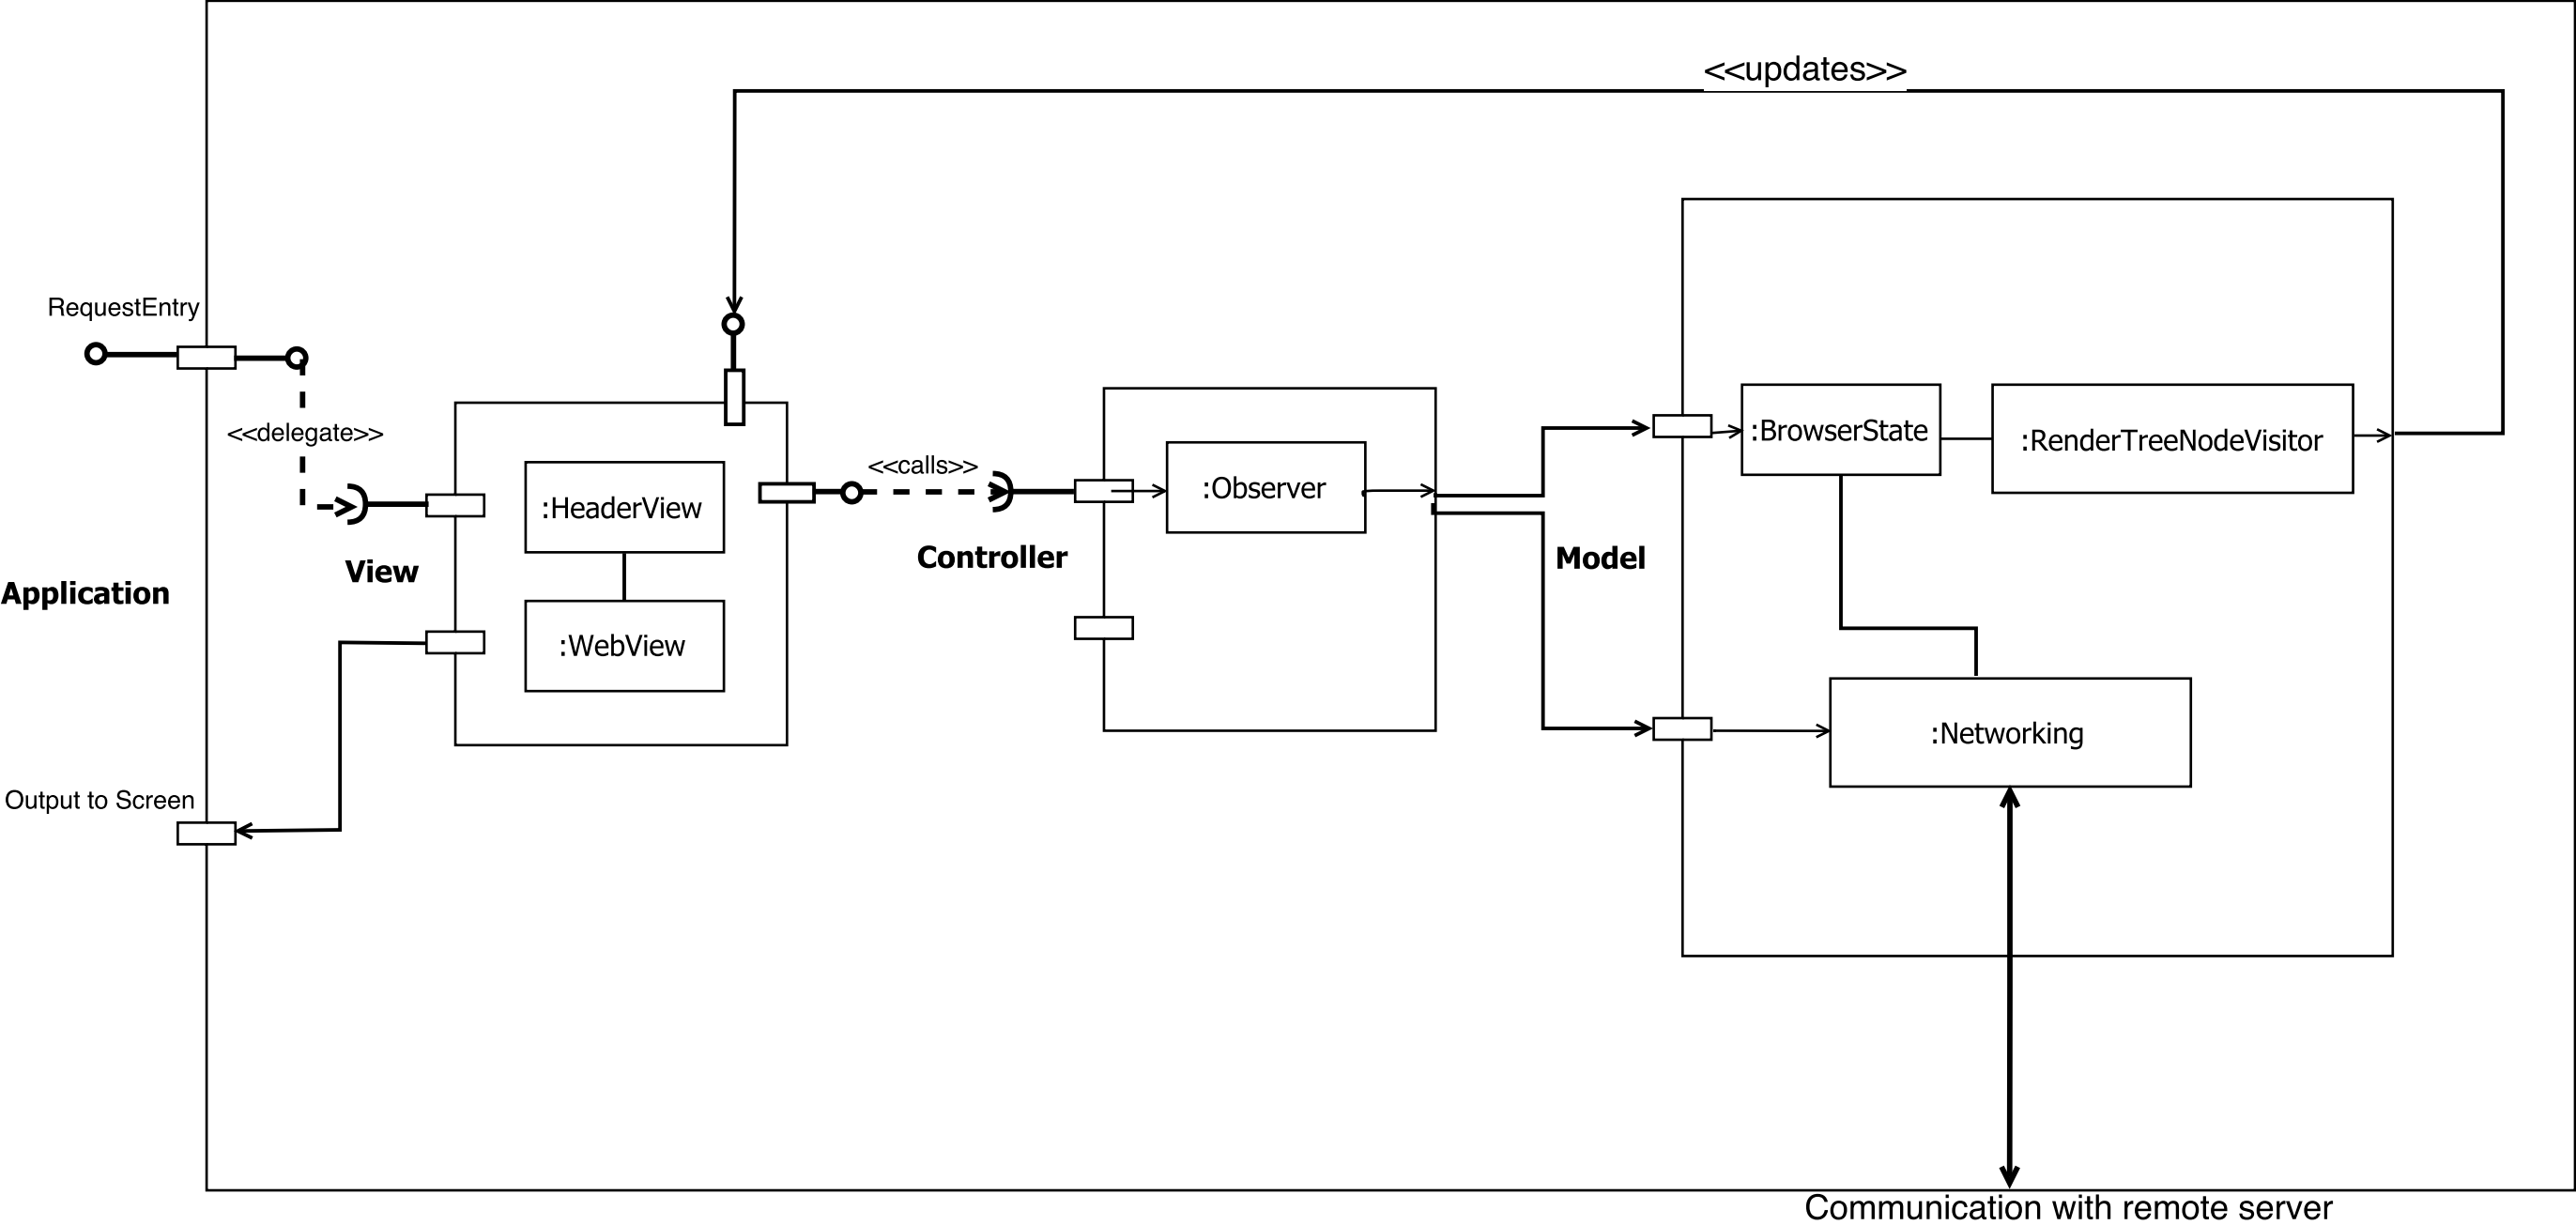 <<updates>>
RequestEntry
<<delegate>>
<<calls>>
:BrowserState
:RenderTreeNodeVisitor
:HeaderView
:Observer
View
Controller
Model
Application
:WebView
:Networking
Output to Screen
Communication with remote server